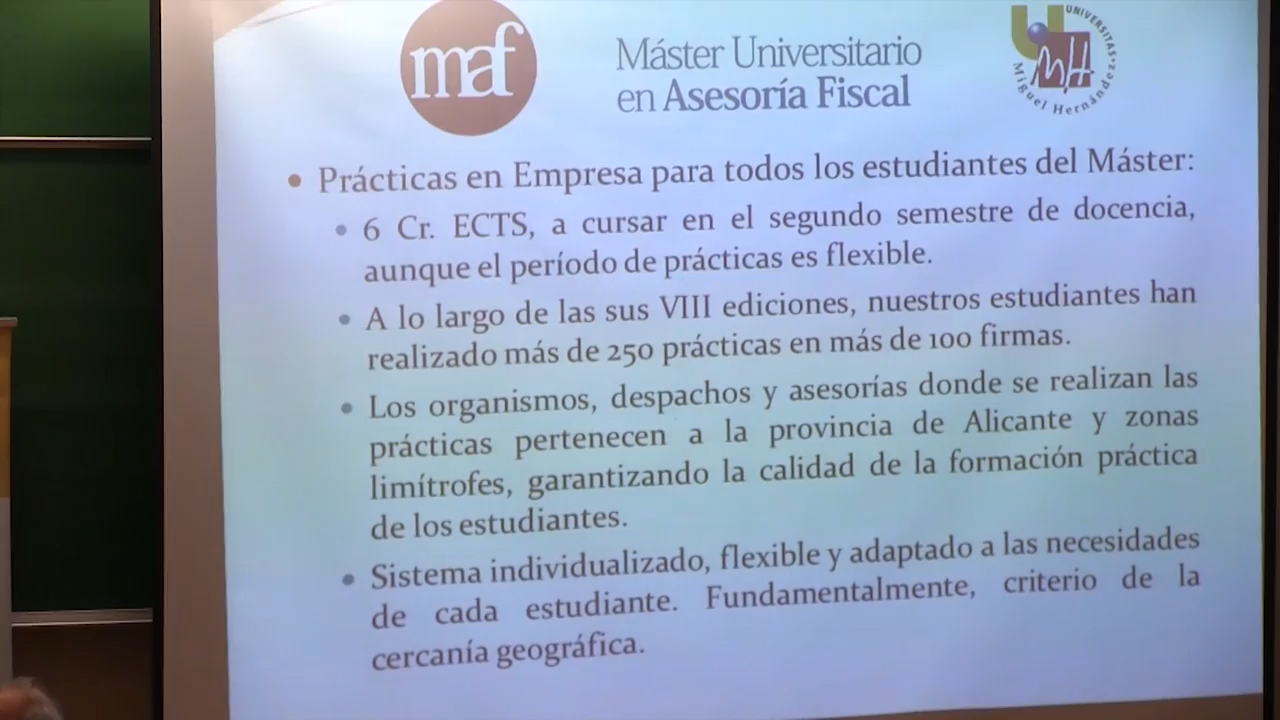 maf
Máster Universitario
en Asesoría Fiscal
UNIVERSITAS
Miguel Hernández
Prácticas en Empresa para todos los estudiantes del Máster:
6 Cr. ECTS, a cursar en el segundo semestre de docencia,
aunque el período de prácticas es flexible.
A lo largo de las sus VIII ediciones, nuestros estudiantes han
realizado más de 250 prácticas en más de 100 firmas.
Los organismos, despachos y asesorías donde se realizan las
prácticas pertenecen a la provincia de Alicante y zonas
limítrofes, garantizando la calidad de la formación práctica
de los estudiantes.
Sistema individualizado, flexible y adaptado a las necesidades
de cada estudiante. Fundamentalmente, criterio de la
cercanía geográfica.